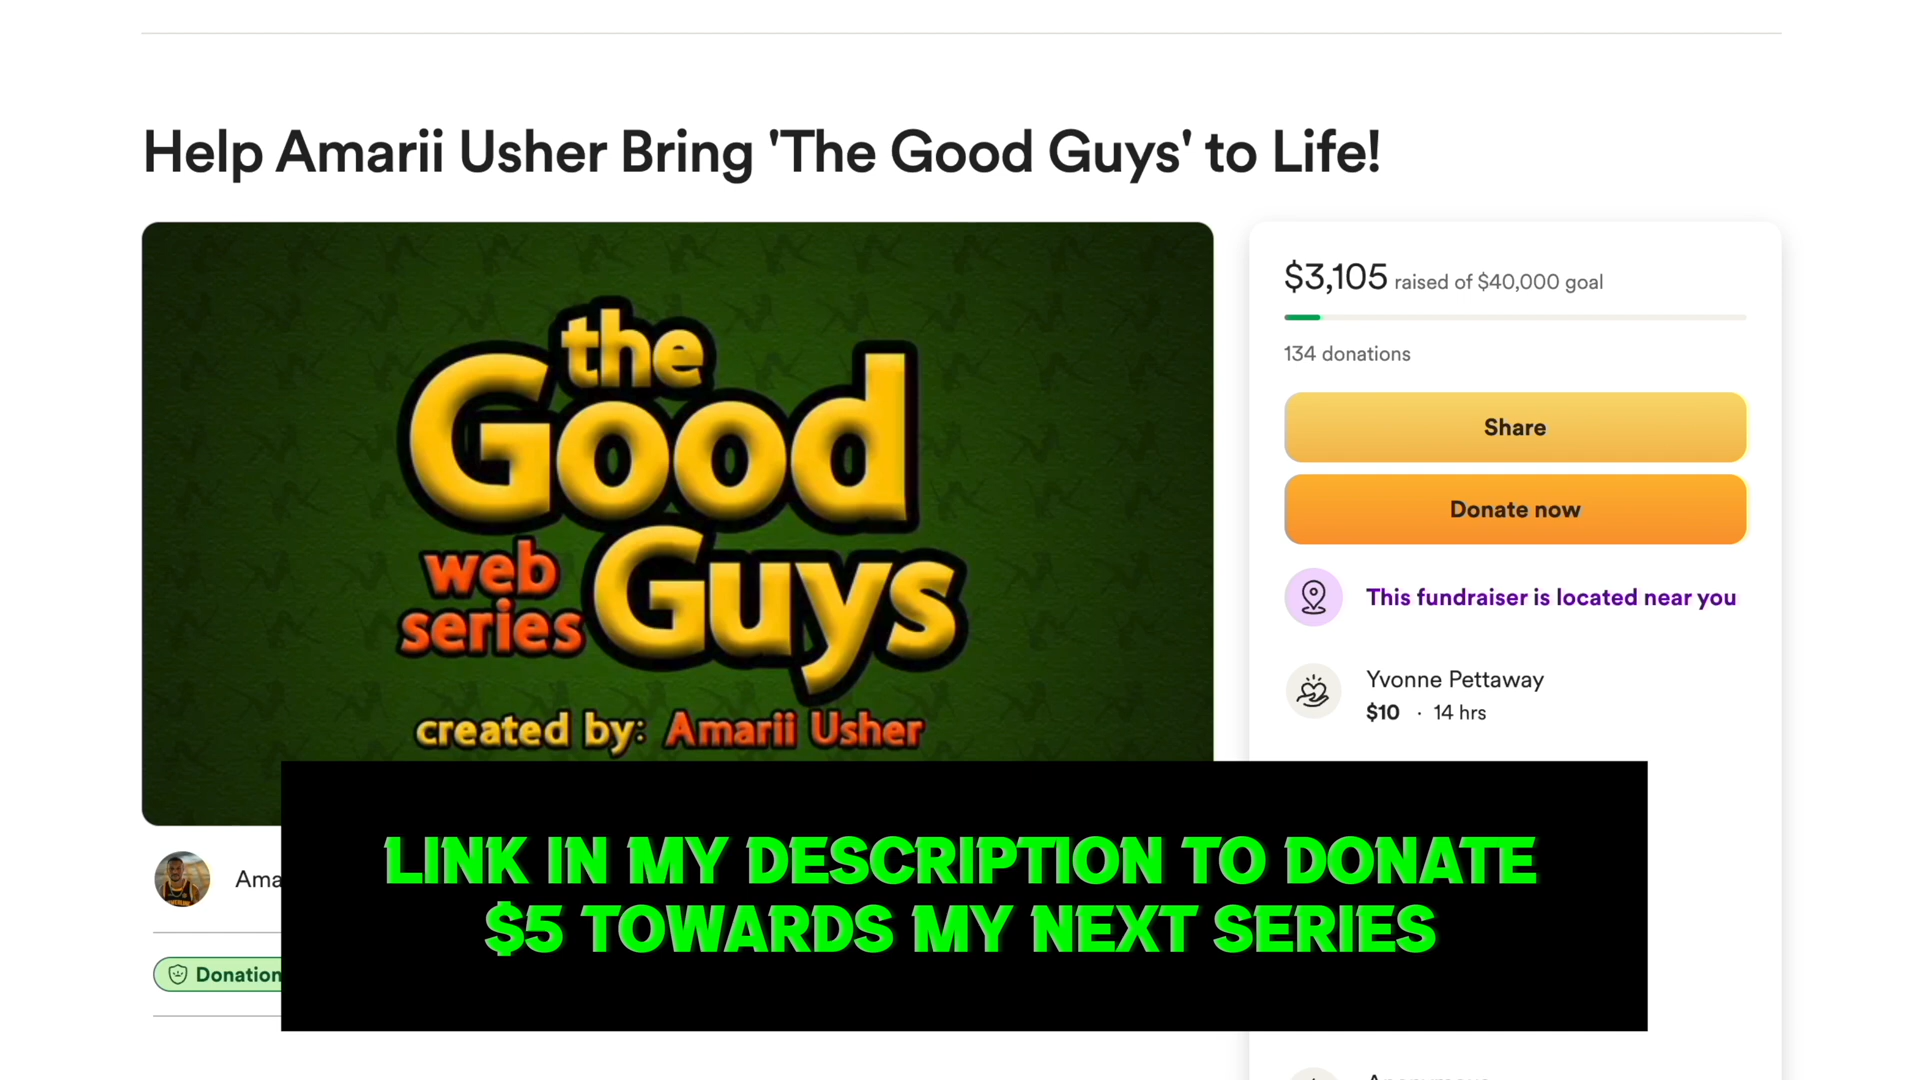 Help Amarii Usher Bring 'The Good Guys' to Life!
the
Good
web
series
Guys
created by: Amarii Usher
$3,105 raised of $40,000 goal
134 donations
Share
Donate now
This fundraiser is located near you
Yvonne Pettaway
$10 · 14 hrs
Ama
Donation
LINK IN MY DESCRIPTION TO DONATE
$5 TOWARDS MY NEXT SERIES